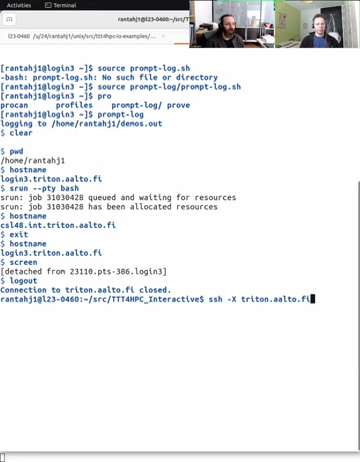 Activities
Terminal
rantahj1@l23-0460:~/src/TT
l23-0460
/u/24/rantahj1/unix/src/ttt4hpc-io-examples/...
[rantahj1@login3 ~]$ source prompt-log.sh
-bash: prompt-log.sh: No such file or directory
[rantahj1@login3 ~]$ source prompt-log/prompt-log.sh
[rantahj1@login3 ~]$ pro
procan profiles prompt-log/ prove
[rantahj1@login3 ~]$ prompt-log
logging to /home/rantahj1/demos.out
$ clear
$ pwd
/home/rantahj1
$ hostname
login3.triton.aalto.fi
$ srun --pty bash
srun: job 31030428 queued and waiting for resources
srun: job 31030428 has been allocated resources
$ hostname
csl48.int.triton.aalto.fi
$ exit
$ hostname
login3.triton.aalto.fi
$ screen
[detached from 23110.pts-386.login3]
$ logout
Connection to triton.aalto.fi closed.
rantahj1@l23-0460:~/src/TTT4HPC_Interactive$ ssh -X triton.aalto.fi